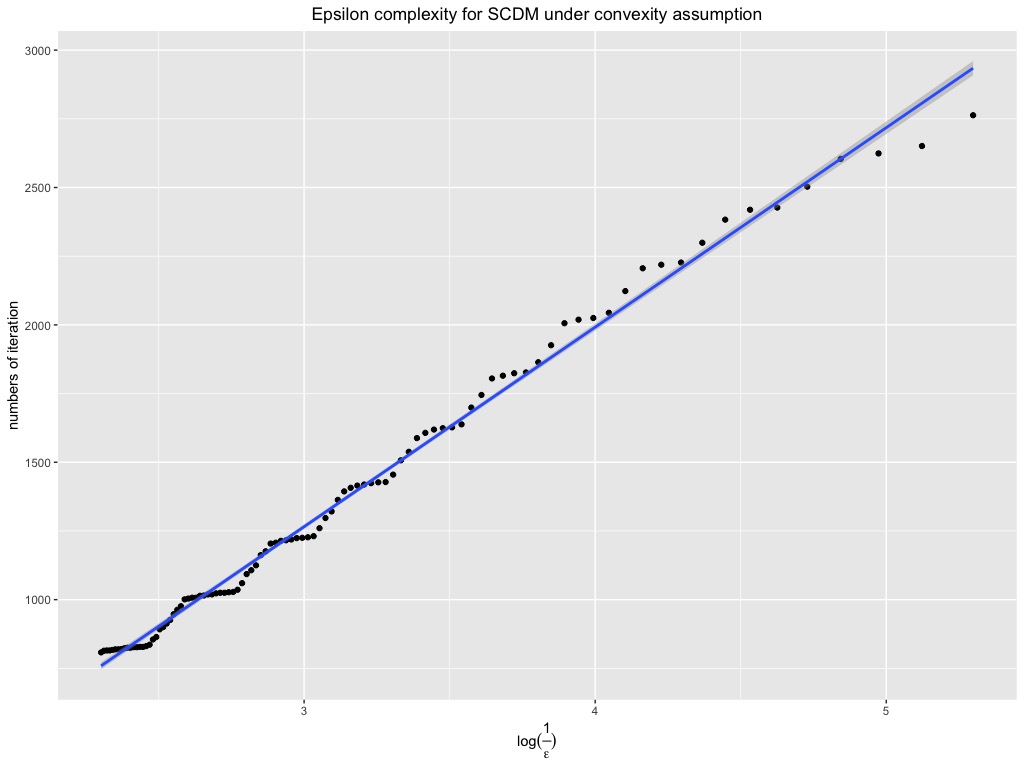 Epsilon complexity for SCDM under convexity assumption
3000
2500
2000
1500
1000
numbers of iteration
3
4
5
log(1/ε)